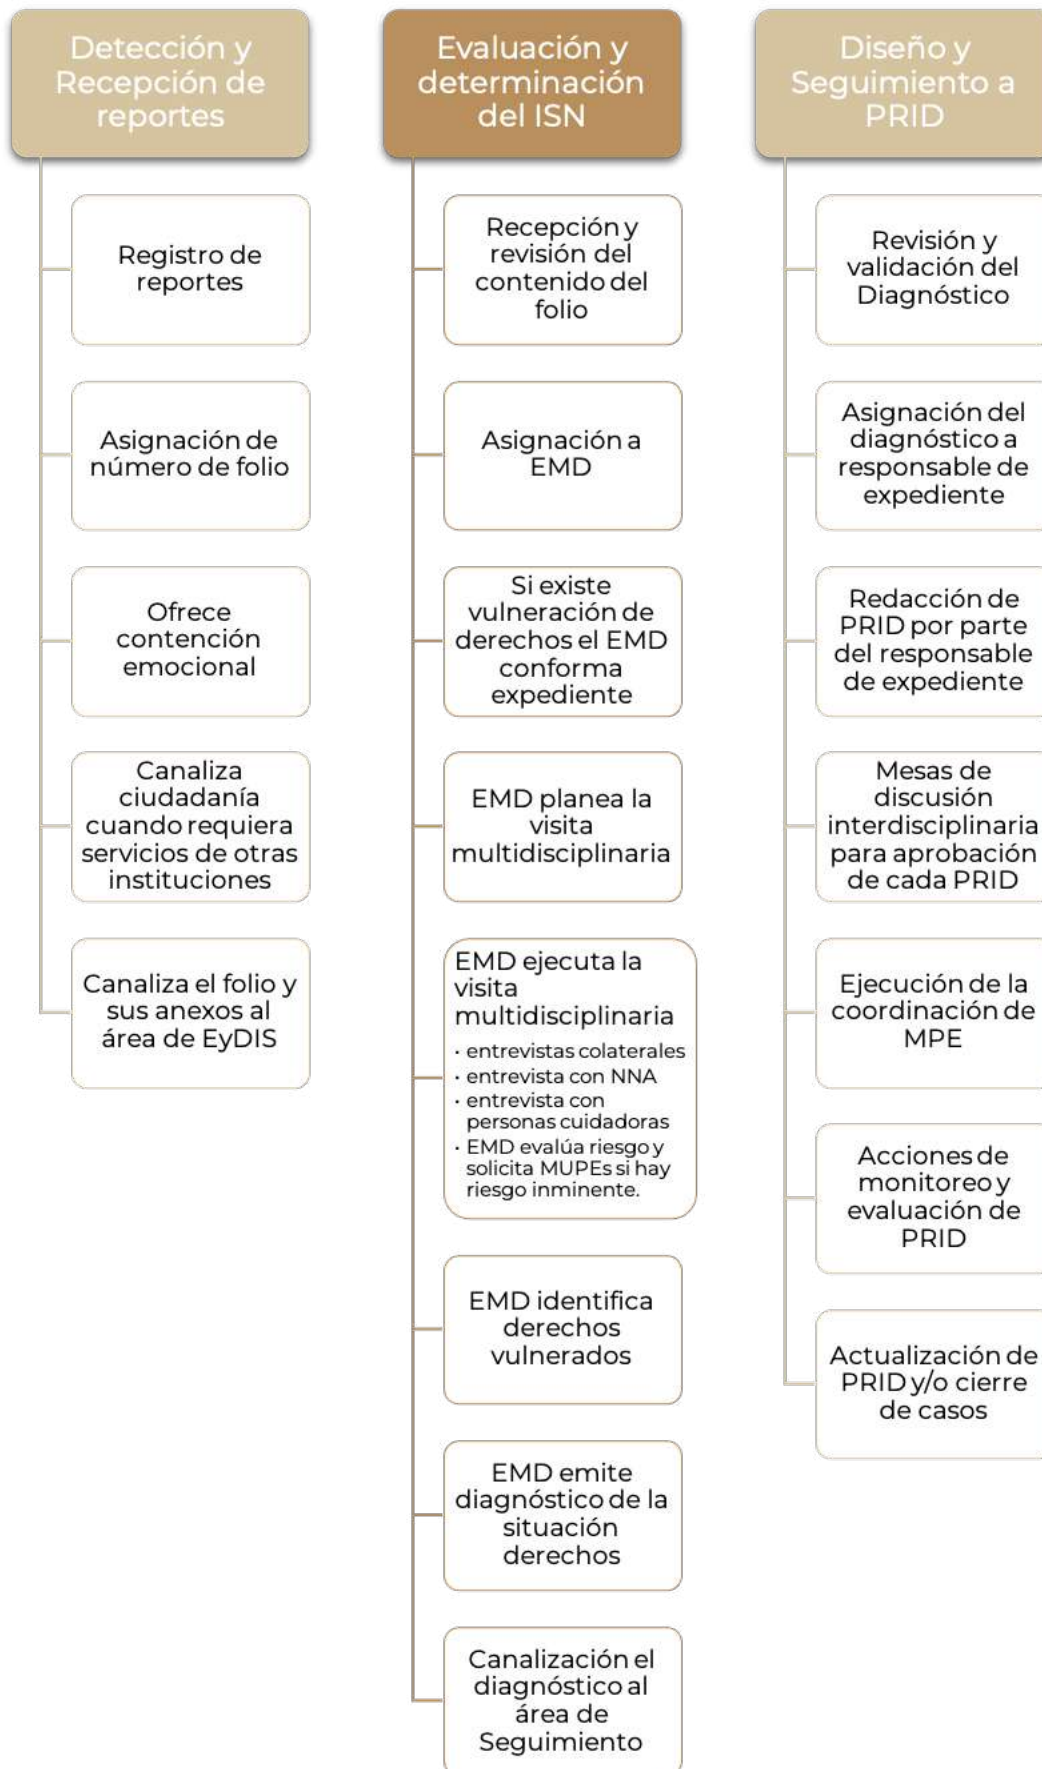 Detección y
Recepción de
reportes
Registro de
reportes
Asignación de
número de folio
Ofrece
contención
emocional
Canaliza
ciudadanía
cuando requiera
servicios de otras
instituciones
Canaliza el folio y
sus anexos al
área de EyDIS
Evaluación y
determinación
del ISN
Recepción y
revisión del
contenido del
folio
Asignación a
EMD
Si existe
vulneración de
derechos el EMD
conforma
expediente
EMD planea la
visita
multidisciplinaria
EMD ejecuta la
visita
multidisciplinaria
· entrevistas colaterales
· entrevista con NNA
· entrevista con
personas cuidadoras
· EMD evalúa riesgo y
solicita MUPEs si hay
riesgo inminente.
EMD identifica
derechos
vulnerados
EMD emite
diagnóstico de la
situación
derechos
Canalización el
diagnóstico al
área de
Seguimiento
Diseño y
Seguimiento a
PRID
Revisión y
validación del
Diagnóstico
Asignación del
diagnóstico a
responsable de
expediente
Redacción de
PRID por parte
del responsable
de expediente
Mesas de
discusión
interdisciplinaria
para aprobación
de cada PRID
Ejecución de la
coordinación de
MPE
Acciones de
monitoreo y
evaluación de
PRID
Actualización de
PRID y/o cierre
de casos